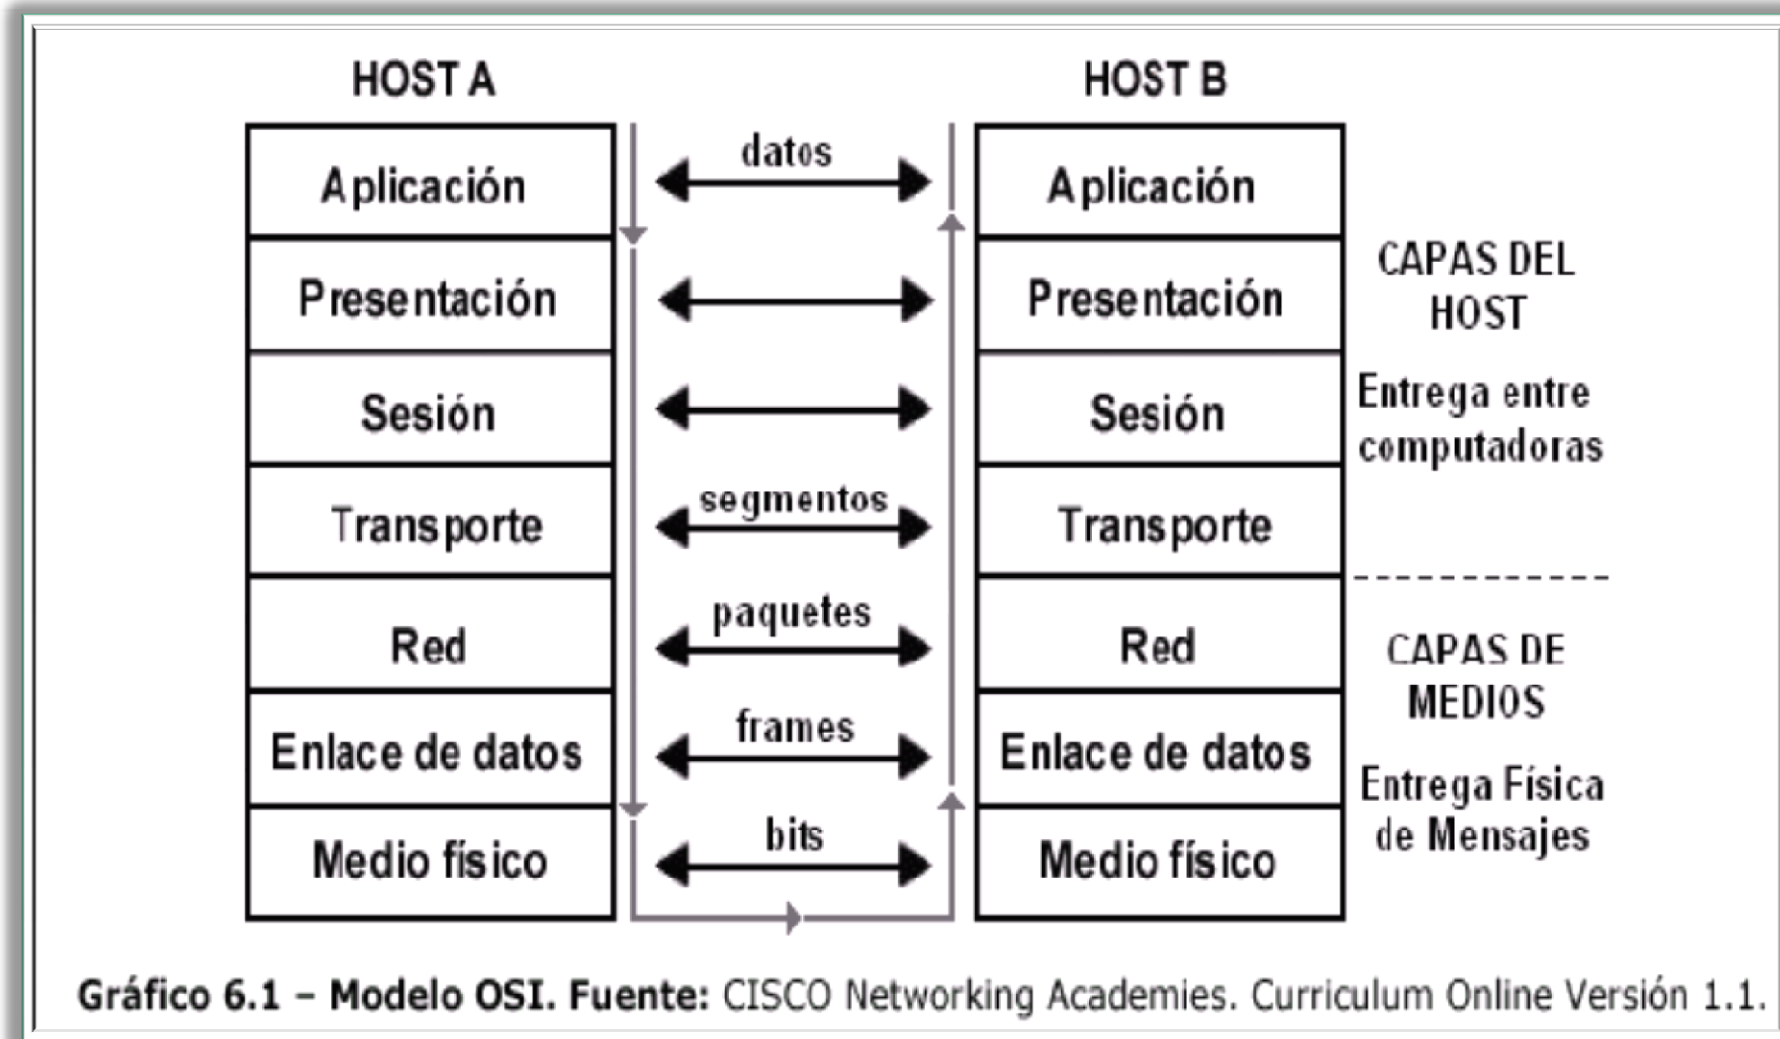 HOST A
HOST B
Aplicación
datos
Aplicación
Presentación
Presentación
CAPAS DEL
HOST
Sesión
Sesión
Entrega entre
computadoras
Transporte
segmentos
Transporte
Red
paquetes
Red
CAPAS DE
MEDIOS
Enlace de datos
frames
Enlace de datos
Entrega Física
de Mensajes
Medio físico
bits
Medio físico
Gráfico 6.1 – Modelo OSI. Fuente: CISCO Networking Academies. Curriculum Online Versión 1.1.